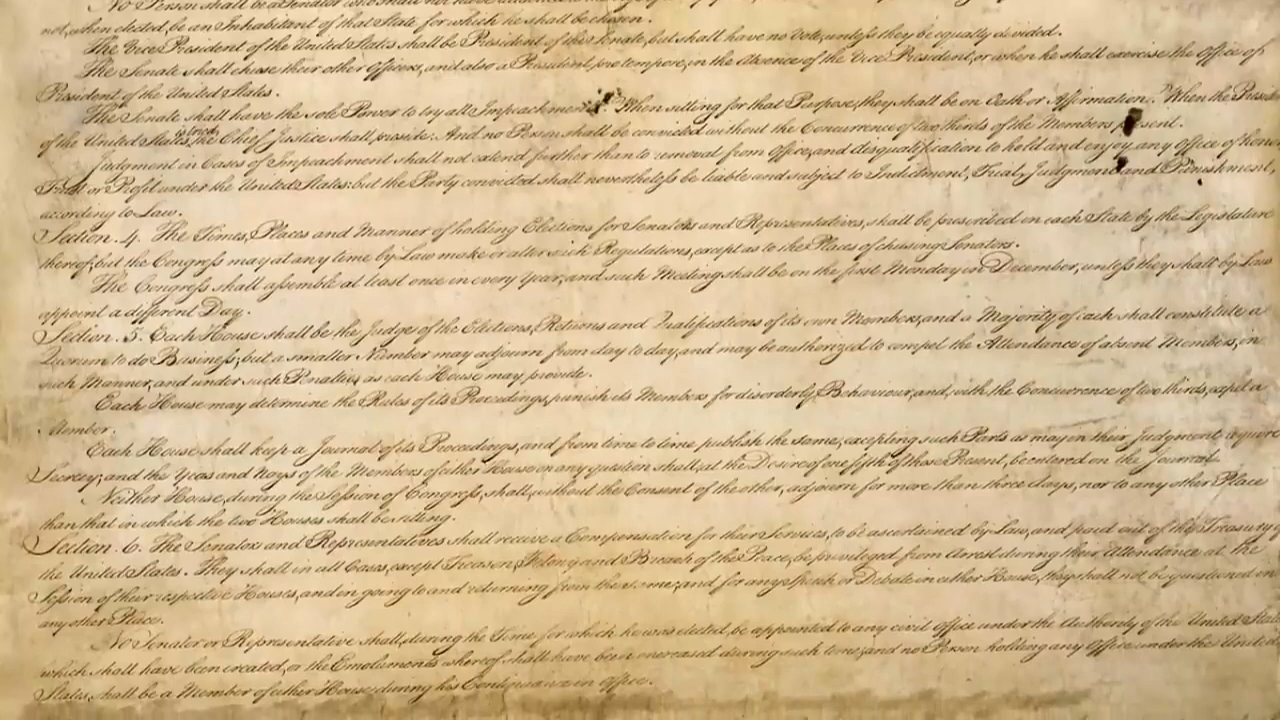 No Person shall be a Senator who shall not have
not, when elected, be an Inhabitant of that State for which he shall be chosen.
The Vice President of the United States shall be President of the Senate, but shall have no Vote, unless they be equally divided.
The Senate shall chuse their other Officers, and also a President pro tempore, in the Absence of the Vice President, or when he shall exercise the Office of
President of the United States.
The Senate shall have the sole Power to try all Impeachments. When sitting for that Purpose, they shall be on Oath or Affirmation. When the President
of the United States is tried, the Chief Justice shall preside: And no Person shall be convicted without the Concurrence of two thirds of the Members present.
Judgment in Cases of Impeachment shall not extend further than to removal from Office, and disqualification to hold and enjoy any Office of honor,
Trust or Profit under the United States: but the Party convicted shall nevertheless be liable and subject to Indictment, Trial, Judgment and Punishment,
according to Law.
Section. 4. The Times, Places and Manner of holding Elections for Senators and Representatives, shall be prescribed in each State by the Legislature
thereof; but the Congress may at any time by Law make or alter such Regulations, except as to the Places of chusing Senators.
The Congress shall assemble at least once in every Year, and such Meeting shall be on the first Monday in December, unless they shall by Law
appoint a different Day.
Section. 5. Each House shall be the Judge of the Elections, Returns and Qualifications of its own Members, and a Majority of each shall constitute a
Quorum to do Business; but a smaller Number may adjourn from day to day, and may be authorized to compel the Attendance of absent Members, in
such Manner, and under such Penalties as each House may provide.
Each House may determine the Rules of its Proceedings, punish its Members for disorderly Behaviour, and, with the Concurrence of two thirds, expel a
Member.
Each House shall keep a Journal of its Proceedings, and from time to time publish the same, excepting such Parts as may in their Judgment require
Secrecy; and the Yeas and Nays of the Members of either House on any question shall, at the Desire of one fifth of those Present, be entered on the Journal.
Neither House, during the Session of Congress, shall, without the Consent of the other, adjourn for more than three days, nor to any other Place
than that in which the two Houses shall be sitting.
Section. 6. The Senators and Representatives shall receive a Compensation for their Services, to be ascertained by Law, and paid out of the Treasury of
the United States. They shall in all Cases, except Treason, Felony and Breach of the Peace, be privileged from Arrest during their Attendance at the
Session of their respective Houses, and in going to and returning from the same; and for any Speech or Debate in either House, they shall not be questioned in
any other Place.
No Senator or Representative shall, during the Time for which he was elected, be appointed to any civil Office under the Authority of the United States,
which shall have been created, or the Emoluments whereof shall have been encreased during such time; and no Person holding any Office under the United
States, shall be a Member of either House during his Continuance in Office.